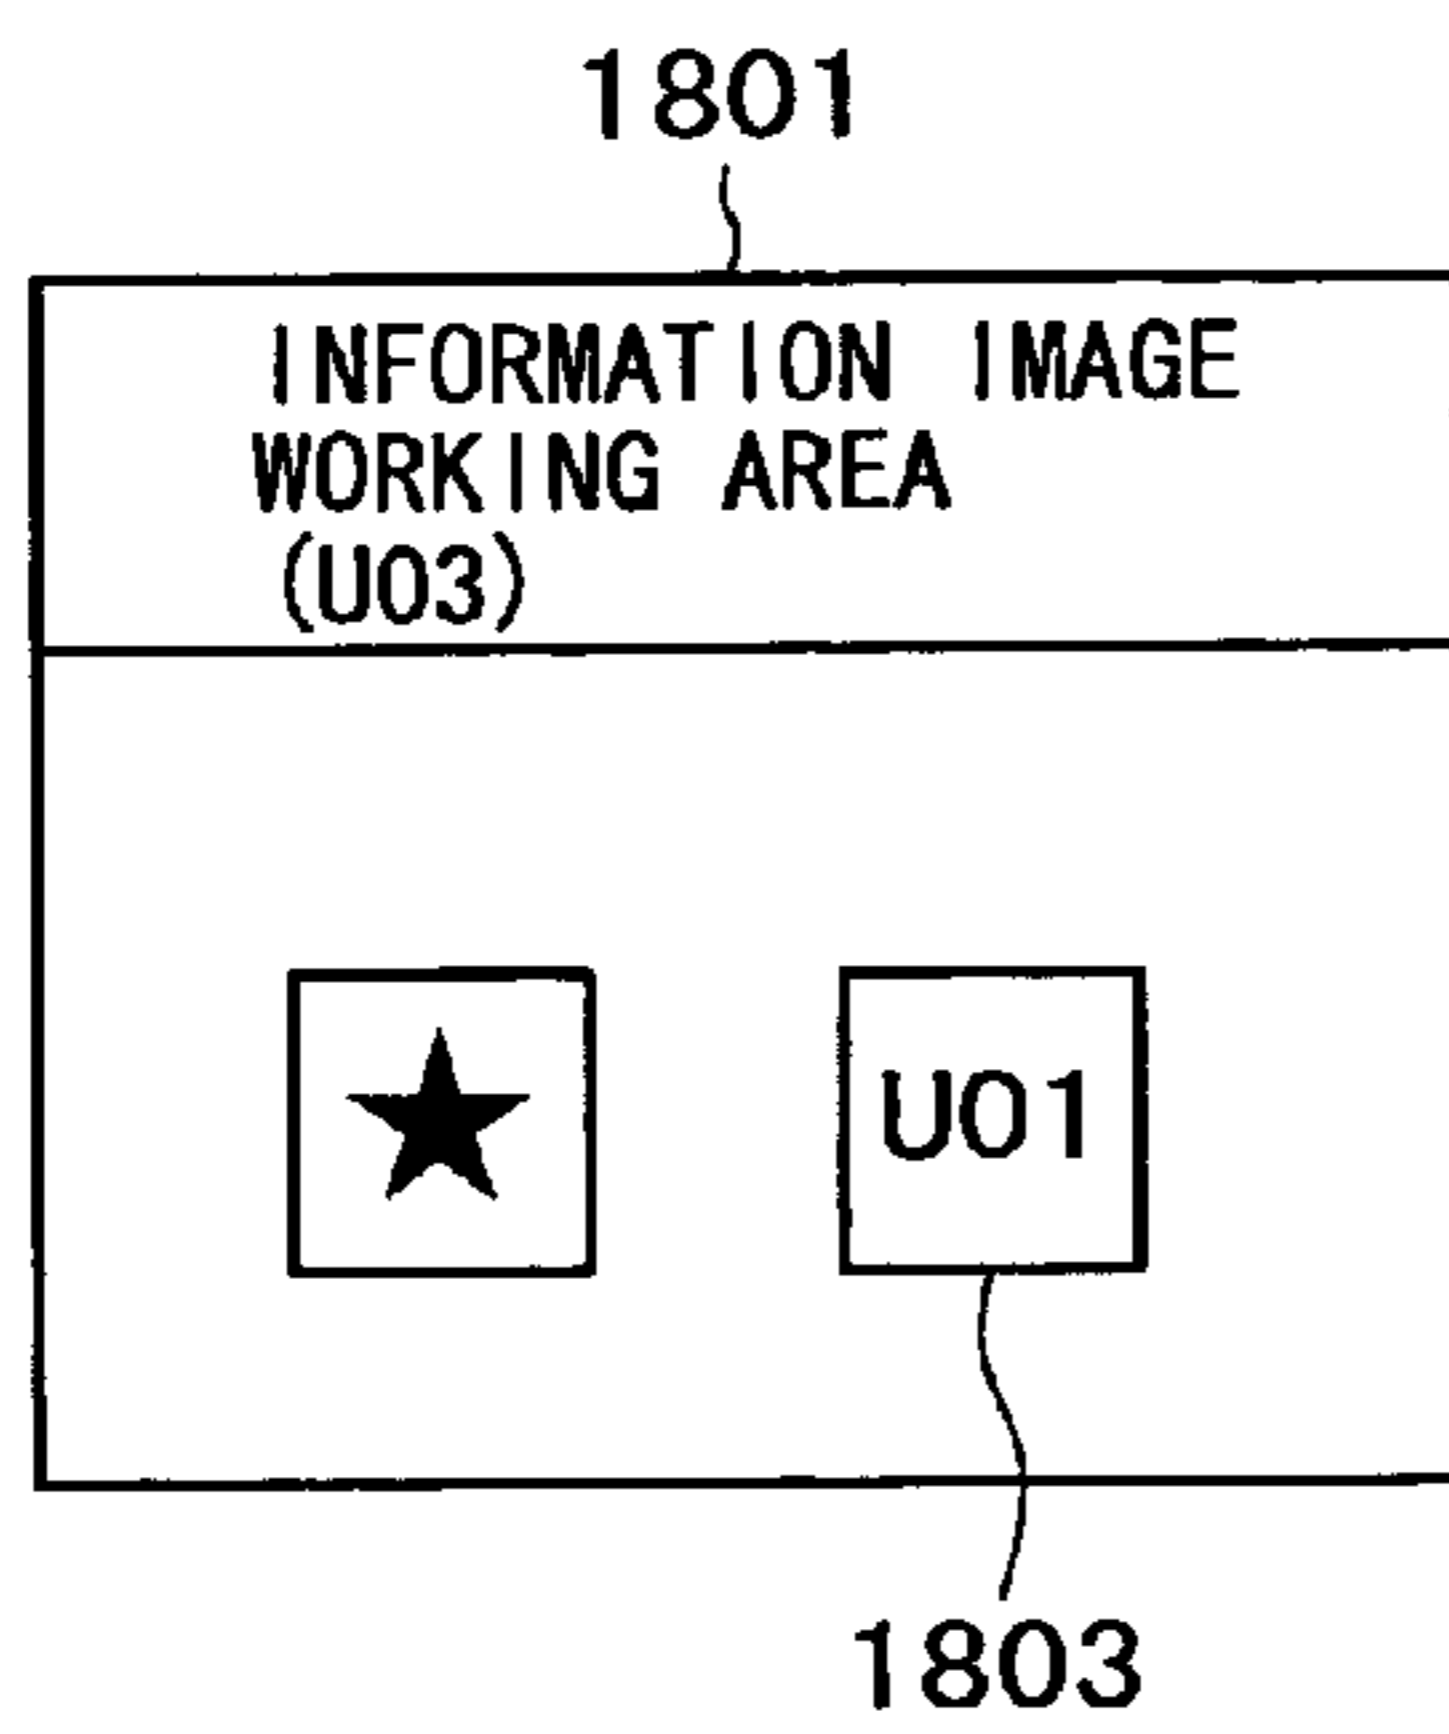 1801
INFORMATION IMAGE
WORKING AREA
(U03)
U01
1803